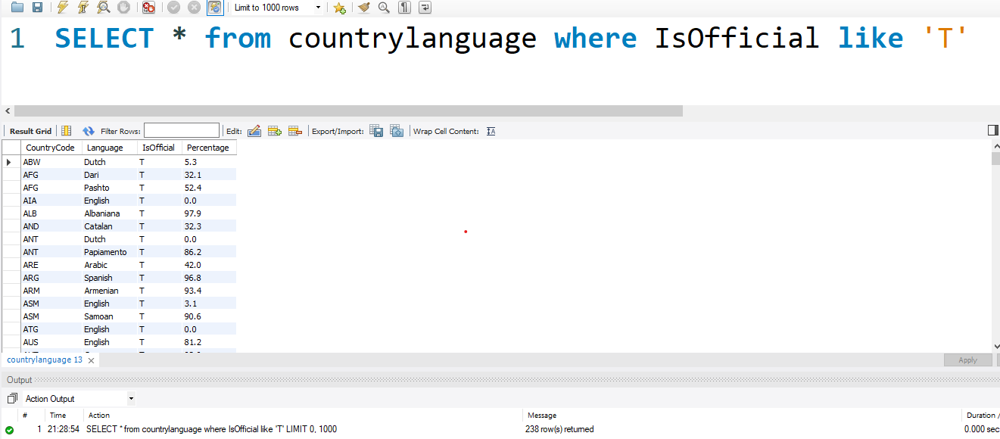 Limit to 1000 rows
1 SELECT * from countrylanguage where IsOfficial like 'T'
Result Grid Filter Rows: Edit: Export/Import: Wrap Cell Content:
CountryCode Language IsOfficial Percentage
ABW Dutch T 5.3
AFG Dari T 32.1
AFG Pashto T 52.4
AIA English T 0.0
ALB Albaniana T 97.9
AND Catalan T 32.3
ANT Dutch T 0.0
ANT Papiamento T 86.2
ARE Arabic T 42.0
ARG Spanish T 96.8
ARM Armenian T 93.4
ASM English T 3.1
ASM Samoan T 90.6
ATG English T 0.0
AUS English T 81.2
countrylanguage 13
Apply
Output
Action Output
# Time Action Message Duration /
1 21:28:54 SELECT * from countrylanguage where IsOfficial like 'T' LIMIT 0, 1000 238 row(s) returned 0.000 sec